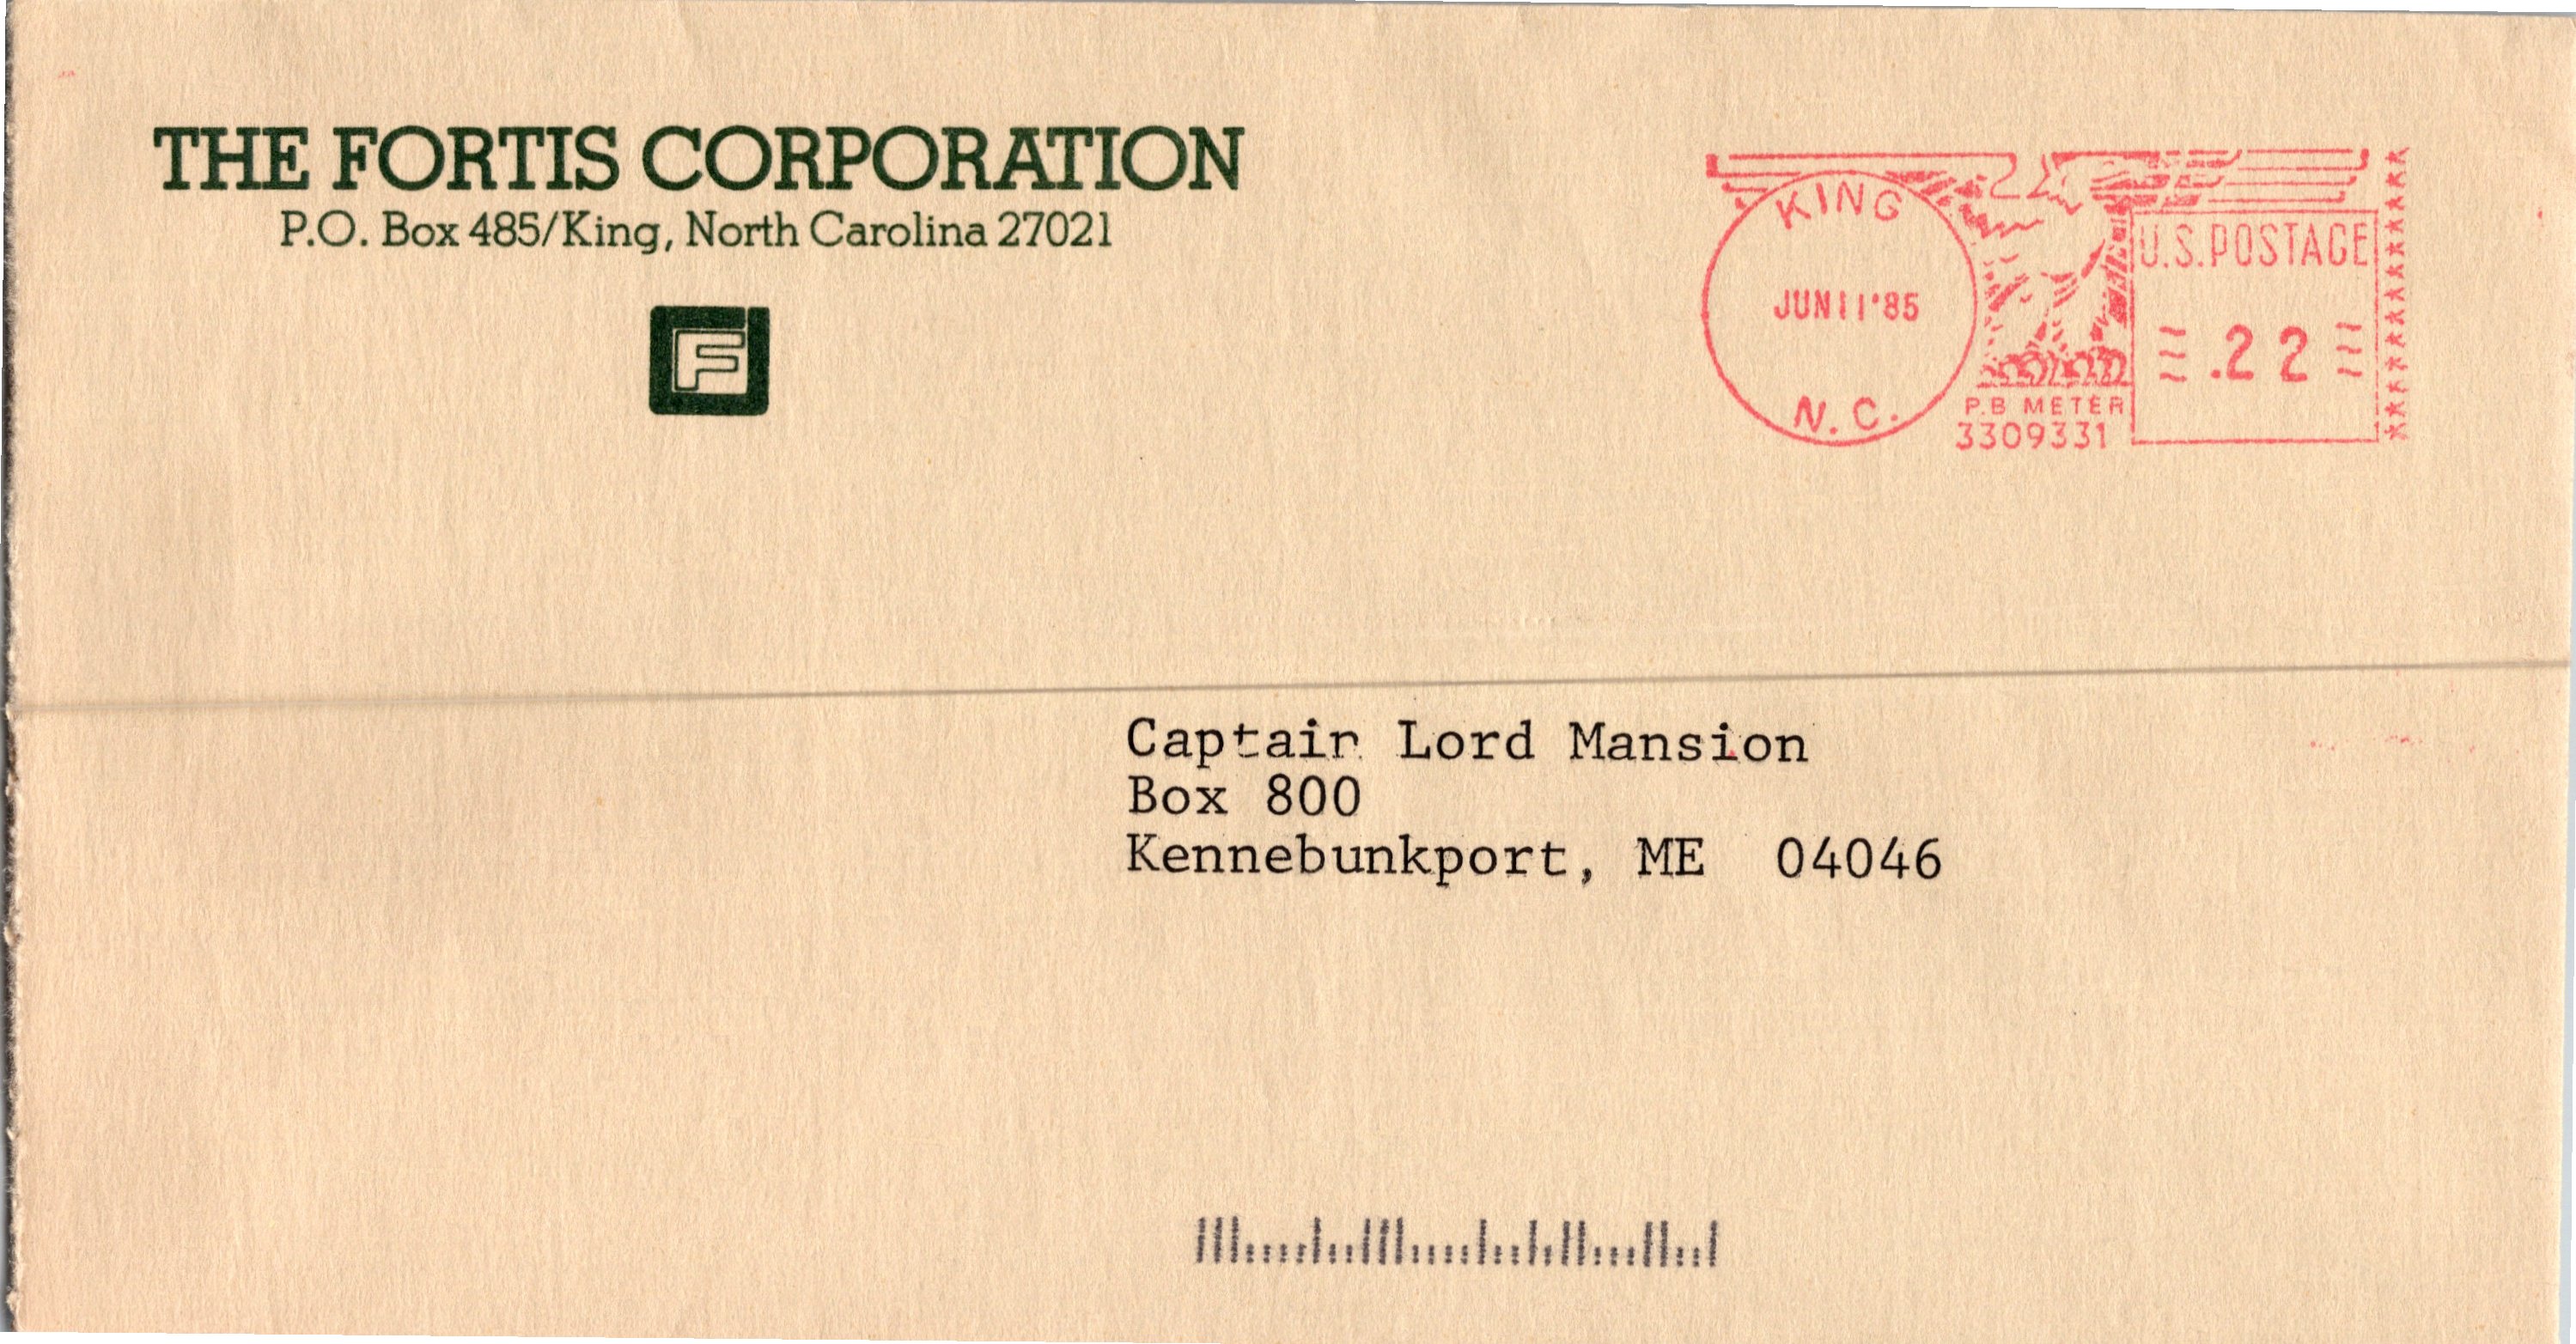 THE FORTIS CORPORATION
P.O. Box 485/King, North Carolina 27021
F
KING
JUN 11 '85
N.C.
P.B METER
3309331
U.S. POSTAGE
.22
Captain Lord Mansion
Box 800
Kennebunkport, ME  04046